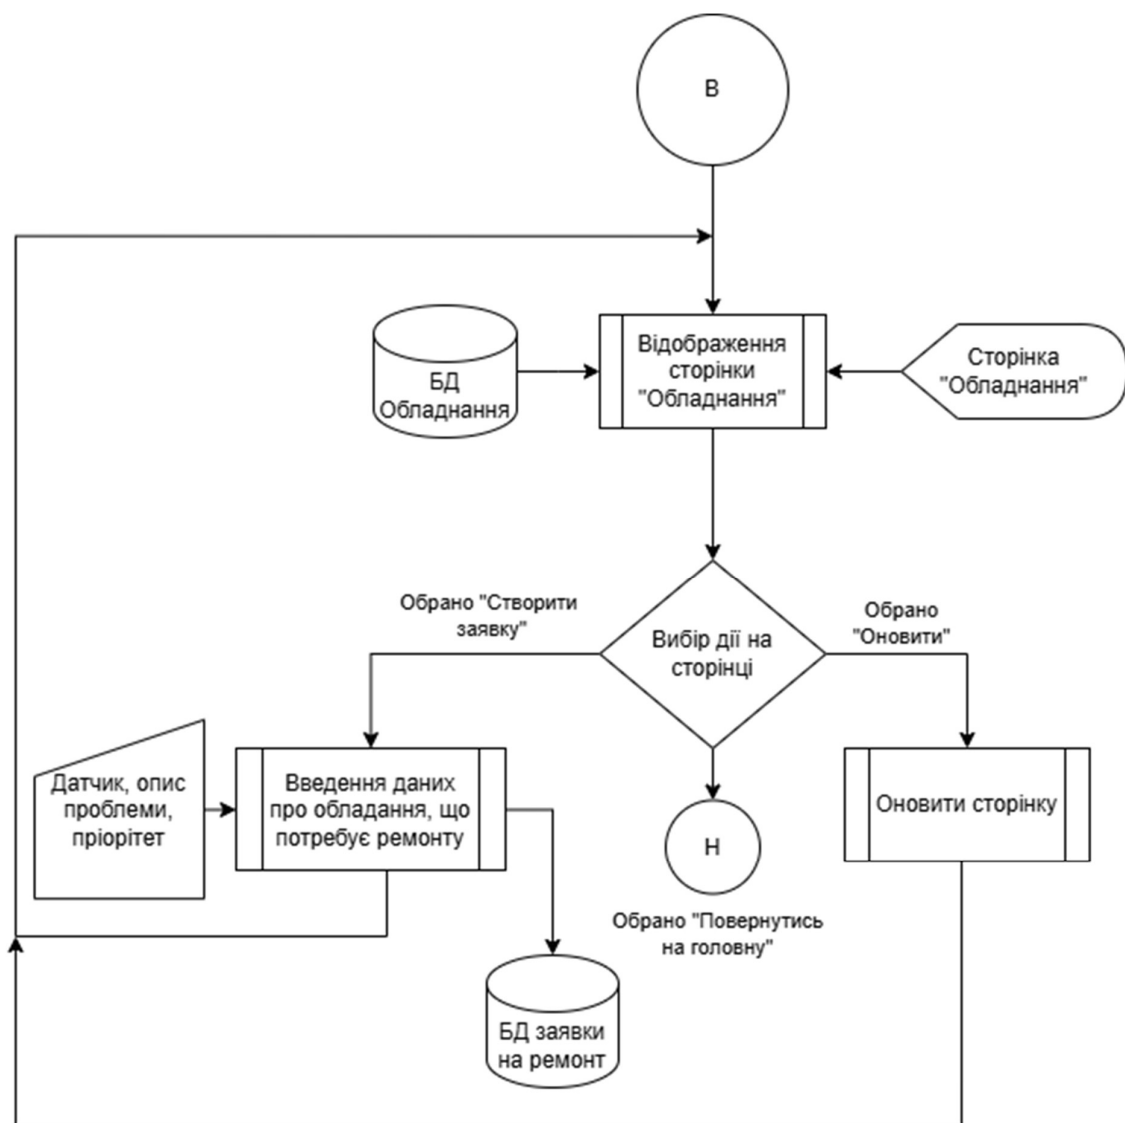 В
Відображення
сторінки
"Обладнання"
БД
Обладнання
Сторінка
"Обладнання"
Обрано "Створити
заявку"
Вибір дії на
сторінці
Обрано
"Оновити"
Датчик, опис
проблеми,
пріорітет
Введення даних
про обладання, що
потребує ремонту
Н
Обрано "Повернутись
на головну"
Оновити сторінку
БД заявки
на ремонт